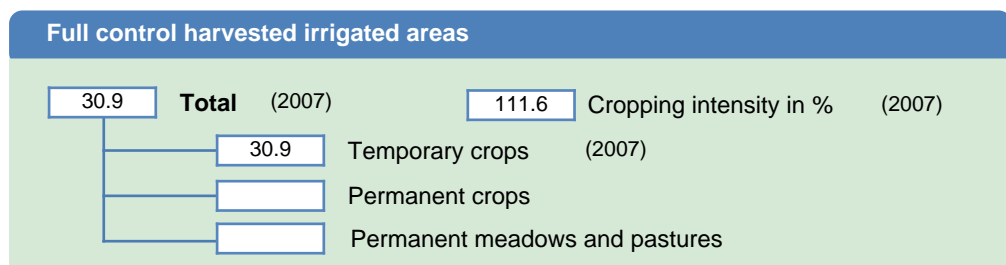 Full control harvested irrigated areas
30.9 Total (2007) 111.6 Cropping intensity in % (2007)
30.9 Temporary crops (2007)
Permanent crops
Permanent meadows and pastures